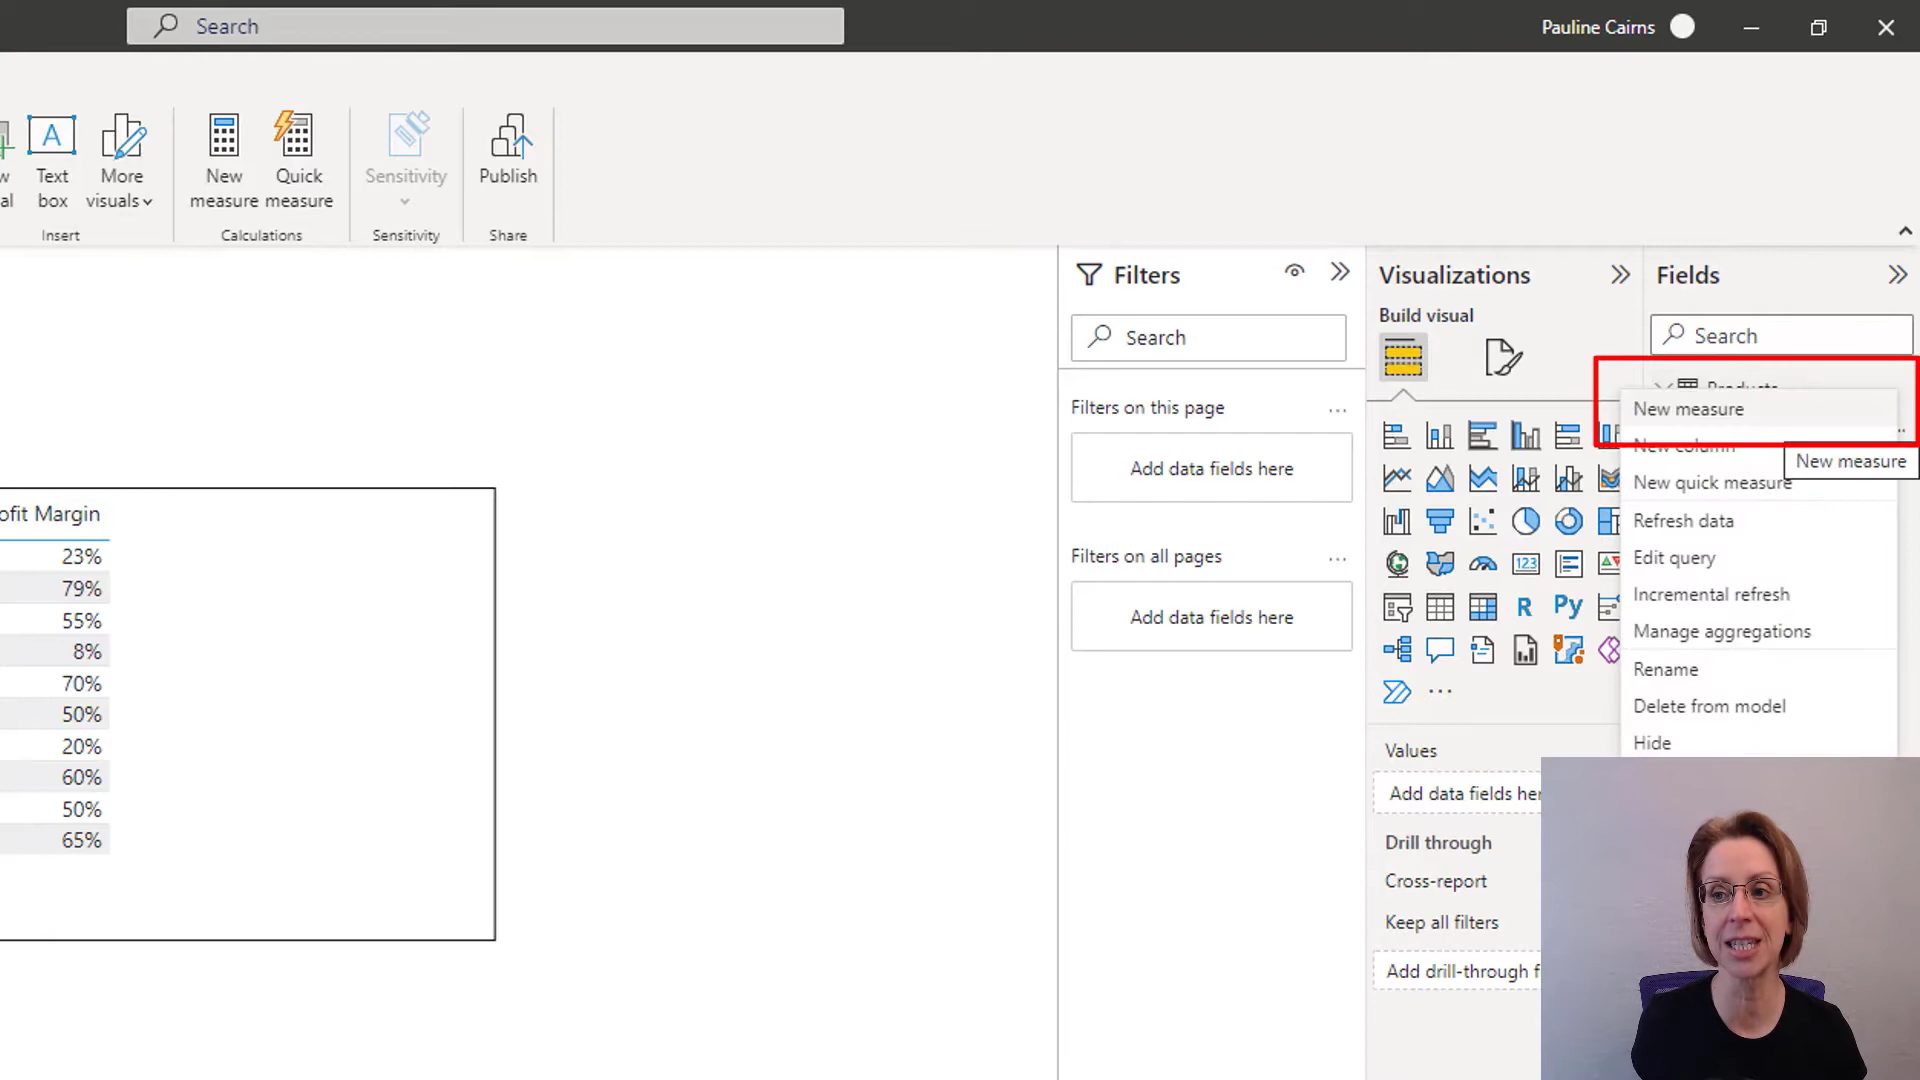 Search
Pauline Cairns
Text
box
More
visuals
New
measure
Quick
measure
Sensitivity
Publish
Insert
Calculations
Sensitivity
Share
Filters
Search
Filters on this page
...
Add data fields here
Filters on all pages
...
Add data fields here
Visualizations
Build visual
123
R
Py
...
Values
Add data fields her
Drill through
Cross-report
Keep all filters
Add drill-through f
Fields
Search
Products
New measure
New column
New measure
New quick measure
Refresh data
Edit query
Incremental refresh
Manage aggregations
Rename
Delete from model
Hide
ofit Margin
23%
79%
55%
8%
70%
50%
20%
60%
50%
65%